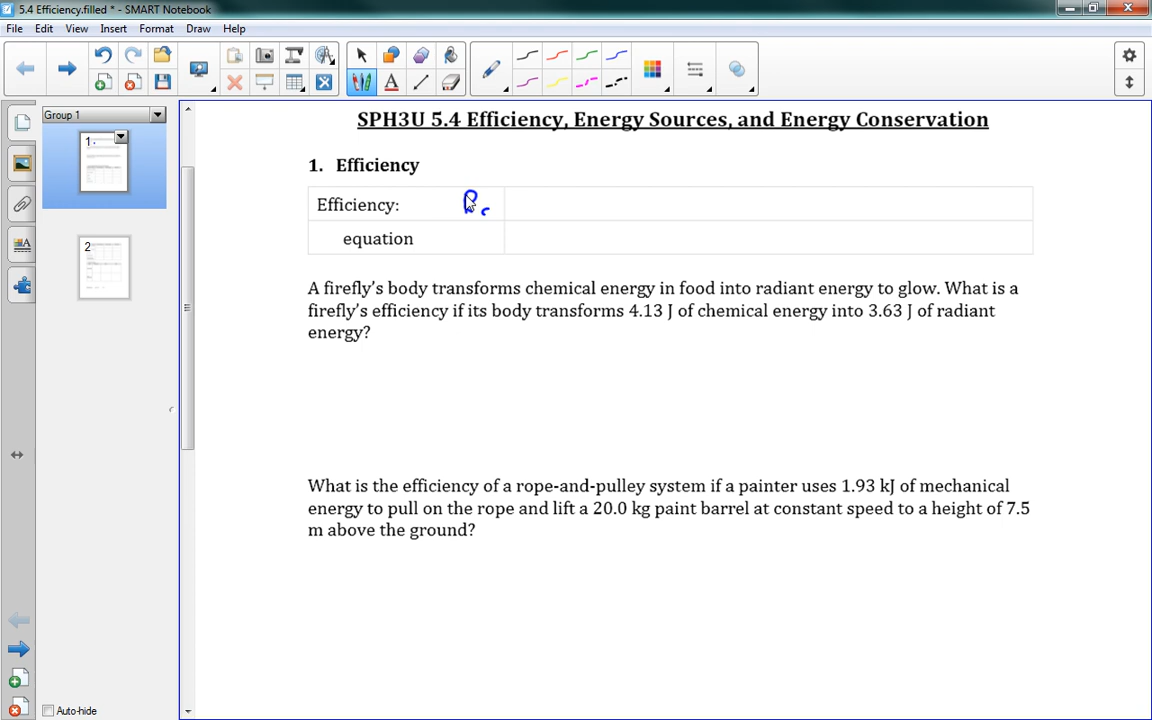 5.4 Efficiency.filled * - SMART Notebook
File Edit View Insert Format Draw Help
Group 1
1
2
SPH3U 5.4 Efficiency, Energy Sources, and Energy Conservation
1. Efficiency
Efficiency:
equation
A firefly's body transforms chemical energy in food into radiant energy to glow. What is a
firefly's efficiency if its body transforms 4.13 J of chemical energy into 3.63 J of radiant
energy?
What is the efficiency of a rope-and-pulley system if a painter uses 1.93 kJ of mechanical
energy to pull on the rope and lift a 20.0 kg paint barrel at constant speed to a height of 7.5
m above the ground?
Auto-hide